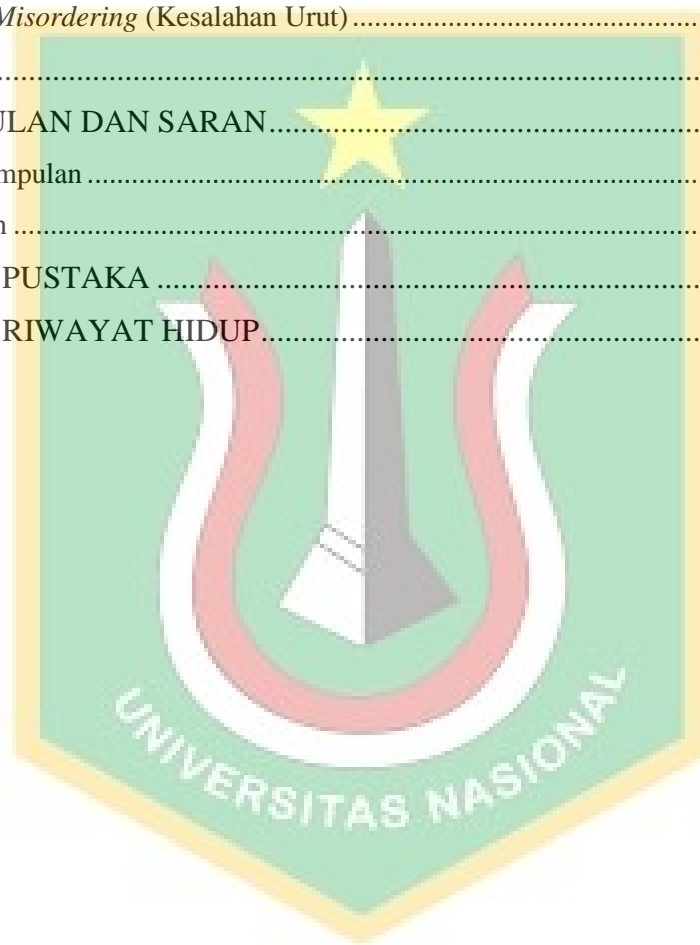 Misordering (Kesalahan Urut) ................................................
................................................................................
ULAN DAN SARAN................................................
mpulan ................................................................
n ........................................................................
PUSTAKA ............................................................
RIWAYAT HIDUP................................................
UNIVERSITAS NASIONAL